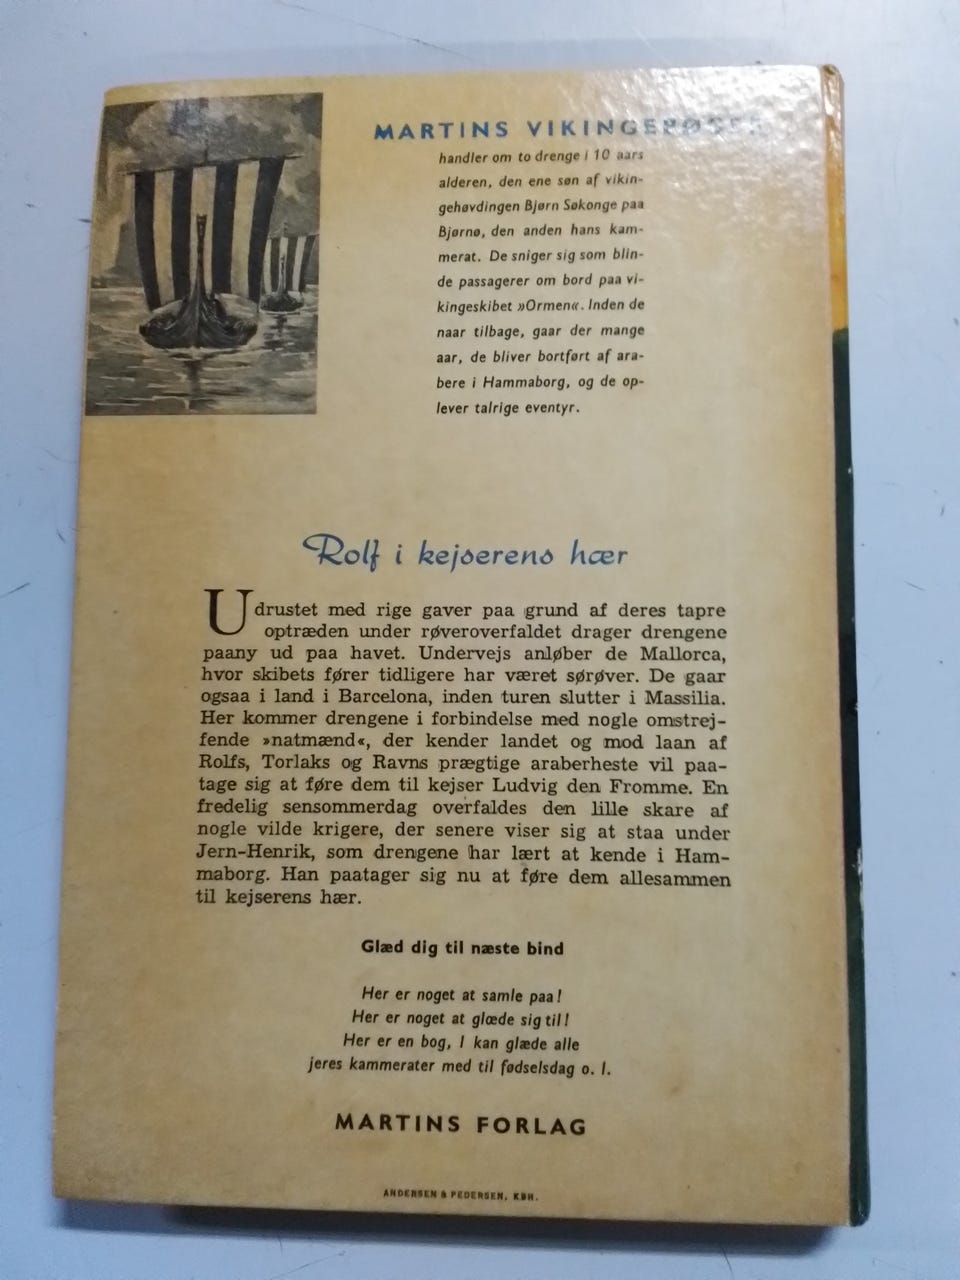 MARTINS VIKINGEBØGER
handler om to drenge i 10 aars
alderen, den ene søn af vikin-
gehøvdingen Bjørn Søkonge paa
Bjørnø, den anden hans kam-
merat. De sniger sig som blin-
de passagerer om bord paa vi-
kingeskibet »Ormen«. Inden de
naar tilbage, gaar der mange
aar, de bliver bortført af ara-
bere i Hammaborg, og de op-
lever talrige eventyr.
Rolf i kejserens hær
Udrustet med rige gaver paa grund af deres tapre
optræden under røveroverfaldet drager drengene
paany ud paa havet. Undervejs anløber de Mallorca,
hvor skibets fører tidligere har været sørøver. De gaar
ogsaa i land i Barcelona, inden turen slutter i Massilia.
Her kommer drengene i forbindelse med nogle omstrej-
fende »natmænd«, der kender landet og mod laan af
Rolfs, Torlaks og Ravns prægtige araberheste vil paa-
tage sig at føre dem til kejser Ludvig den Fromme. En
fredelig sensommerdag overfaldes den lille skare af
nogle vilde krigere, der senere viser sig at staa under
Jern-Henrik, som drengene har lært at kende i Ham-
maborg. Han paatager sig nu at føre dem allesammen
til kejserens hær.
Glæd dig til næste bind
Her er noget at samle paa!
Her er noget at glæde sig til!
Her er en bog, I kan glæde alle
jeres kammerater med til fødselsdag o. l.
MARTINS FORLAG
ANDERSEN & PEDERSEN, KBH.